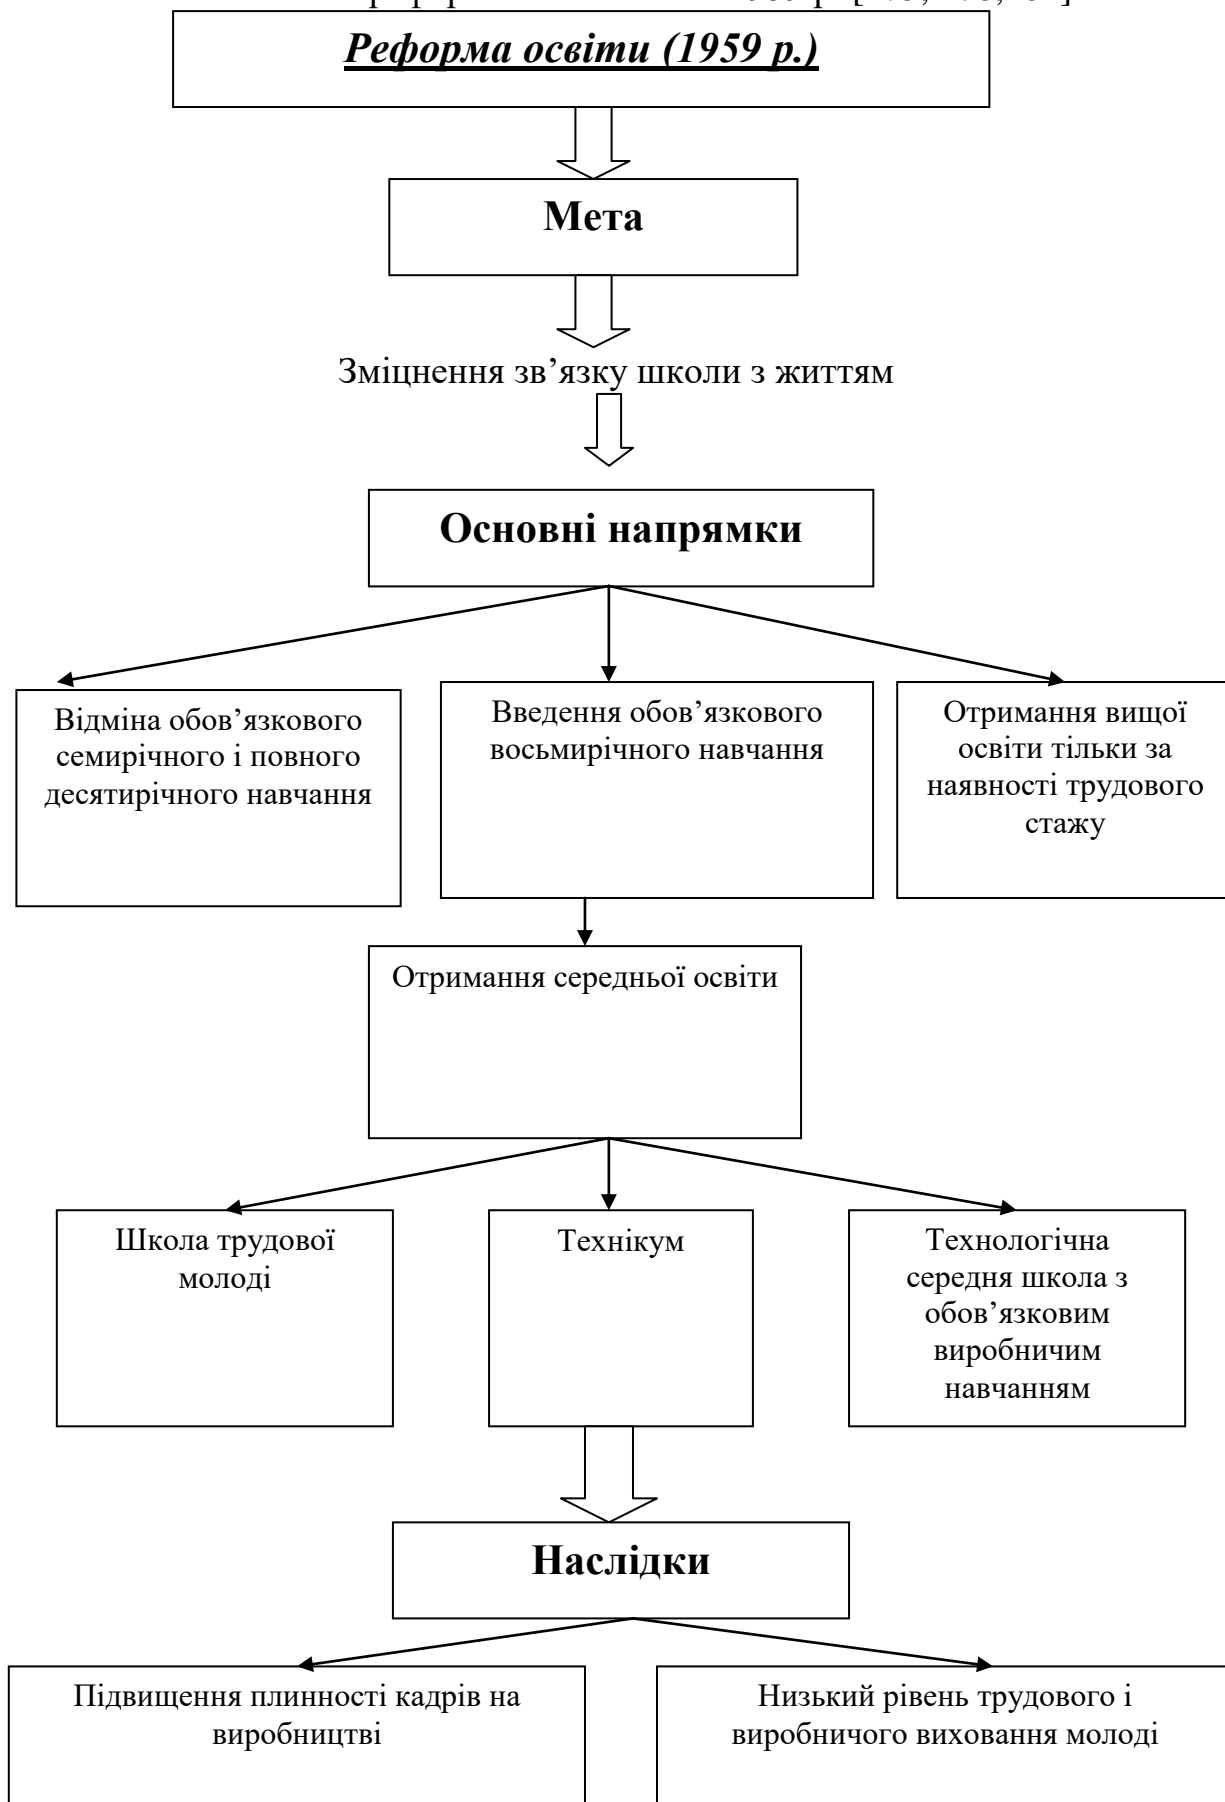 Реформа освіти (1959 р.)
Мета
Зміцнення зв’язку школи з життям
Основні напрямки
Відміна обов’язкового
семирічного і повного
десятирічного навчання
Введення обов’язкового
восьмирічного навчання
Отримання вищої
освіти тільки за
наявності трудового
стажу
Отримання середньої освіти
Школа трудової
молоді
Технікум
Технологічна
середня школа з
обов’язковим
виробничим
навчанням
Наслідки
Підвищення плинності кадрів на
виробництві
Низький рівень трудового і
виробничого виховання молоді